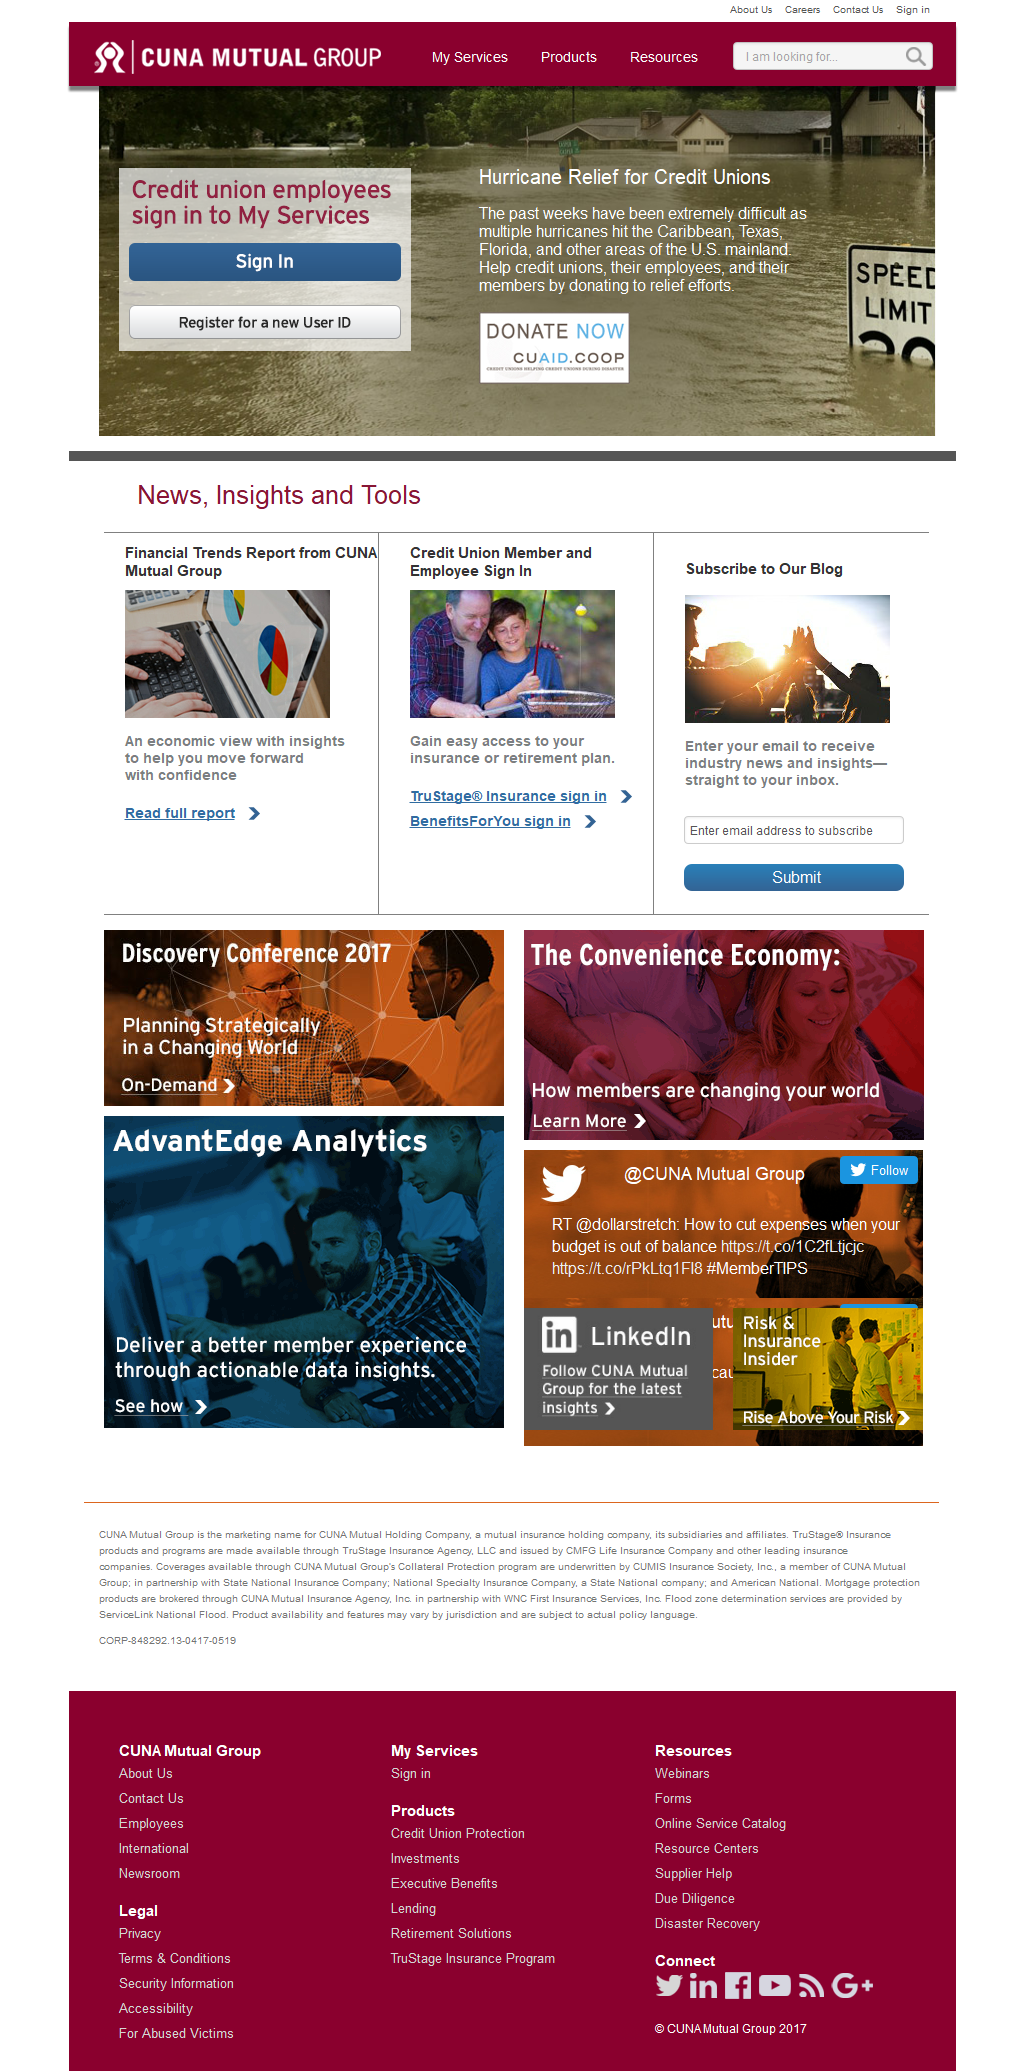 About Us Careers Contact Us Sign in
CUNA MUTUAL GROUP
My Services Products Resources
I am looking for...
Credit union employees
sign in to My Services
Sign In
Register for a new User ID
Hurricane Relief for Credit Unions
The past weeks have been extremely difficult as
multiple hurricanes hit the Caribbean, Texas,
Florida, and other areas of the U.S. mainland.
Help credit unions, their employees, and their
members by donating to relief efforts.
DONATE NOW
CUAID.COOP
CREDIT UNIONS HELPING CREDIT UNIONS DURING DISASTER
SPEED
LIMIT
News, Insights and Tools
Financial Trends Report from CUNA
Mutual Group
An economic view with insights
to help you move forward
with confidence
Read full report
Credit Union Member and
Employee Sign In
Gain easy access to your
insurance or retirement plan.
TruStage® Insurance sign in
BenefitsForYou sign in
Subscribe to Our Blog
Enter your email to receive
industry news and insights—
straight to your inbox.
Enter email address to subscribe
Submit
Discovery Conference 2017
Planning Strategically
in a Changing World
On-Demand
The Convenience Economy:
How members are changing your world
Learn More
AdvantEdge Analytics
Deliver a better member experience
through actionable data insights.
See how
@CUNA Mutual Group
Follow
RT @dollarstretch: How to cut expenses when your
budget is out of balance https://t.co/1C2fLtjcjc
https://t.co/rPkLtq1FI8 #MemberTIPS
LinkedIn
Follow CUNA Mutual
Group for the latest
insights
Risk &
Insurance
Insider
Rise Above Your Risk
CUNA Mutual Group is the marketing name for CUNA Mutual Holding Company, a mutual insurance holding company, its subsidiaries and affiliates. TruStage® Insurance
products and programs are made available through TruStage Insurance Agency, LLC and issued by CMFG Life Insurance Company and other leading insurance
companies. Coverages available through CUNA Mutual Group's Collateral Protection program are underwritten by CUMIS Insurance Society, Inc., a member of CUNA Mutual
Group; in partnership with State National Insurance Company; National Specialty Insurance Company, a State National company; and American National. Mortgage protection
products are brokered through CUNA Mutual Insurance Agency, Inc. in partnership with WNC First Insurance Services, Inc. Flood zone determination services are provided by
ServiceLink National Flood. Product availability and features may vary by jurisdiction and are subject to actual policy language.
CORP-848292.13-0417-0519
CUNA Mutual Group
About Us
Contact Us
Employees
International
Newsroom
Legal
Privacy
Terms & Conditions
Security Information
Accessibility
For Abused Victims
My Services
Sign in
Products
Credit Union Protection
Investments
Executive Benefits
Lending
Retirement Solutions
TruStage Insurance Program
Resources
Webinars
Forms
Online Service Catalog
Resource Centers
Supplier Help
Due Diligence
Disaster Recovery
Connect
© CUNA Mutual Group 2017